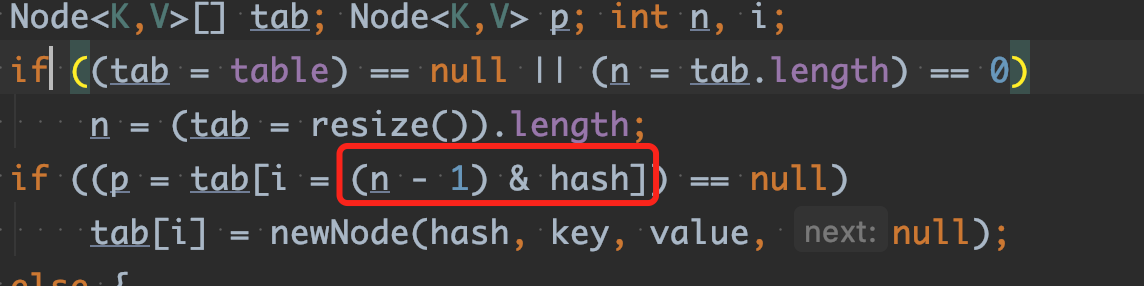 Node<K,V>[] tab; Node<K,V> p; int n, i;
if ((tab = table) == null || (n = tab.length) == 0)
n = (tab = resize()).length;
if ((p = tab[i = (n - 1) & hash]) == null)
tab[i] = newNode(hash, key, value, next: null);
else {